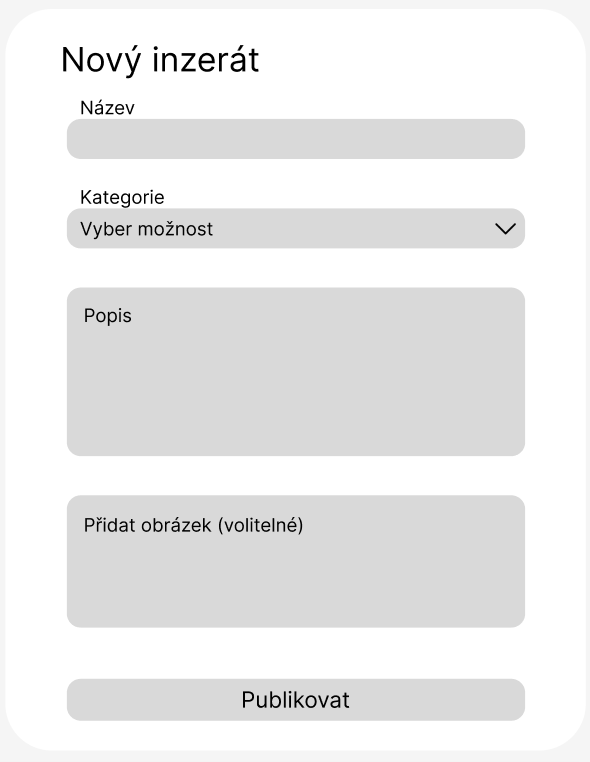 Nový inzerát
Název
Kategorie
Vyber možnost
Popis
Přidat obrázek (volitelné)
Publikovat